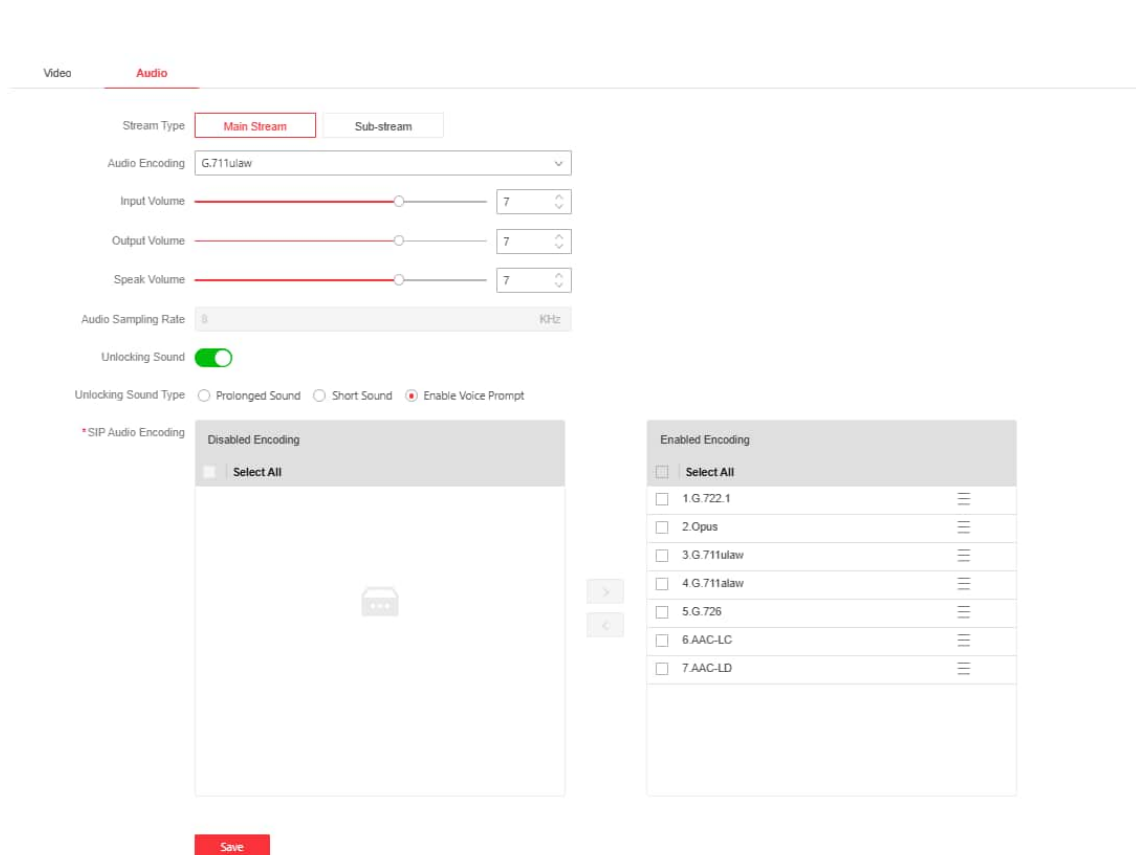 Video Audio
Stream Type Main Stream Sub-stream
Audio Encoding G.711ulaw
Input Volume 7
Output Volume 7
Speak Volume 7
Audio Sampling Rate 8 KHz
Unlocking Sound
Unlocking Sound Type Prolonged Sound Short Sound Enable Voice Prompt
*SIP Audio Encoding
Disabled Encoding
Select All
Enabled Encoding
Select All
1.G.722.1
2.Opus
3.G.711ulaw
4.G.711alaw
5.G.726
6.AAC-LC
7.AAC-LD
>
<
Save